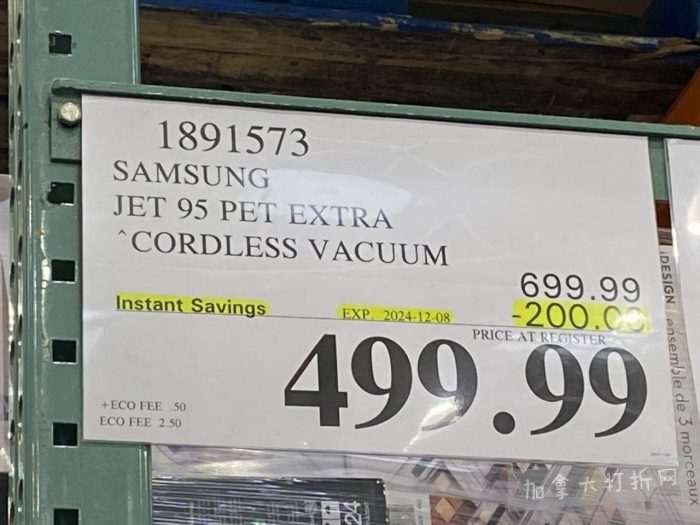 1891573
SAMSUNG
JET 95 PET EXTRA
^CORDLESS VACUUM
699.99
Instant Savings EXP. 2024-12-08 -200.00
PRICE AT REGISTER
499.99
+ECO FEE .50
ECO FEE 2.50
iDESIGN ensemble de 3 morceaux
24
加拿大打折网